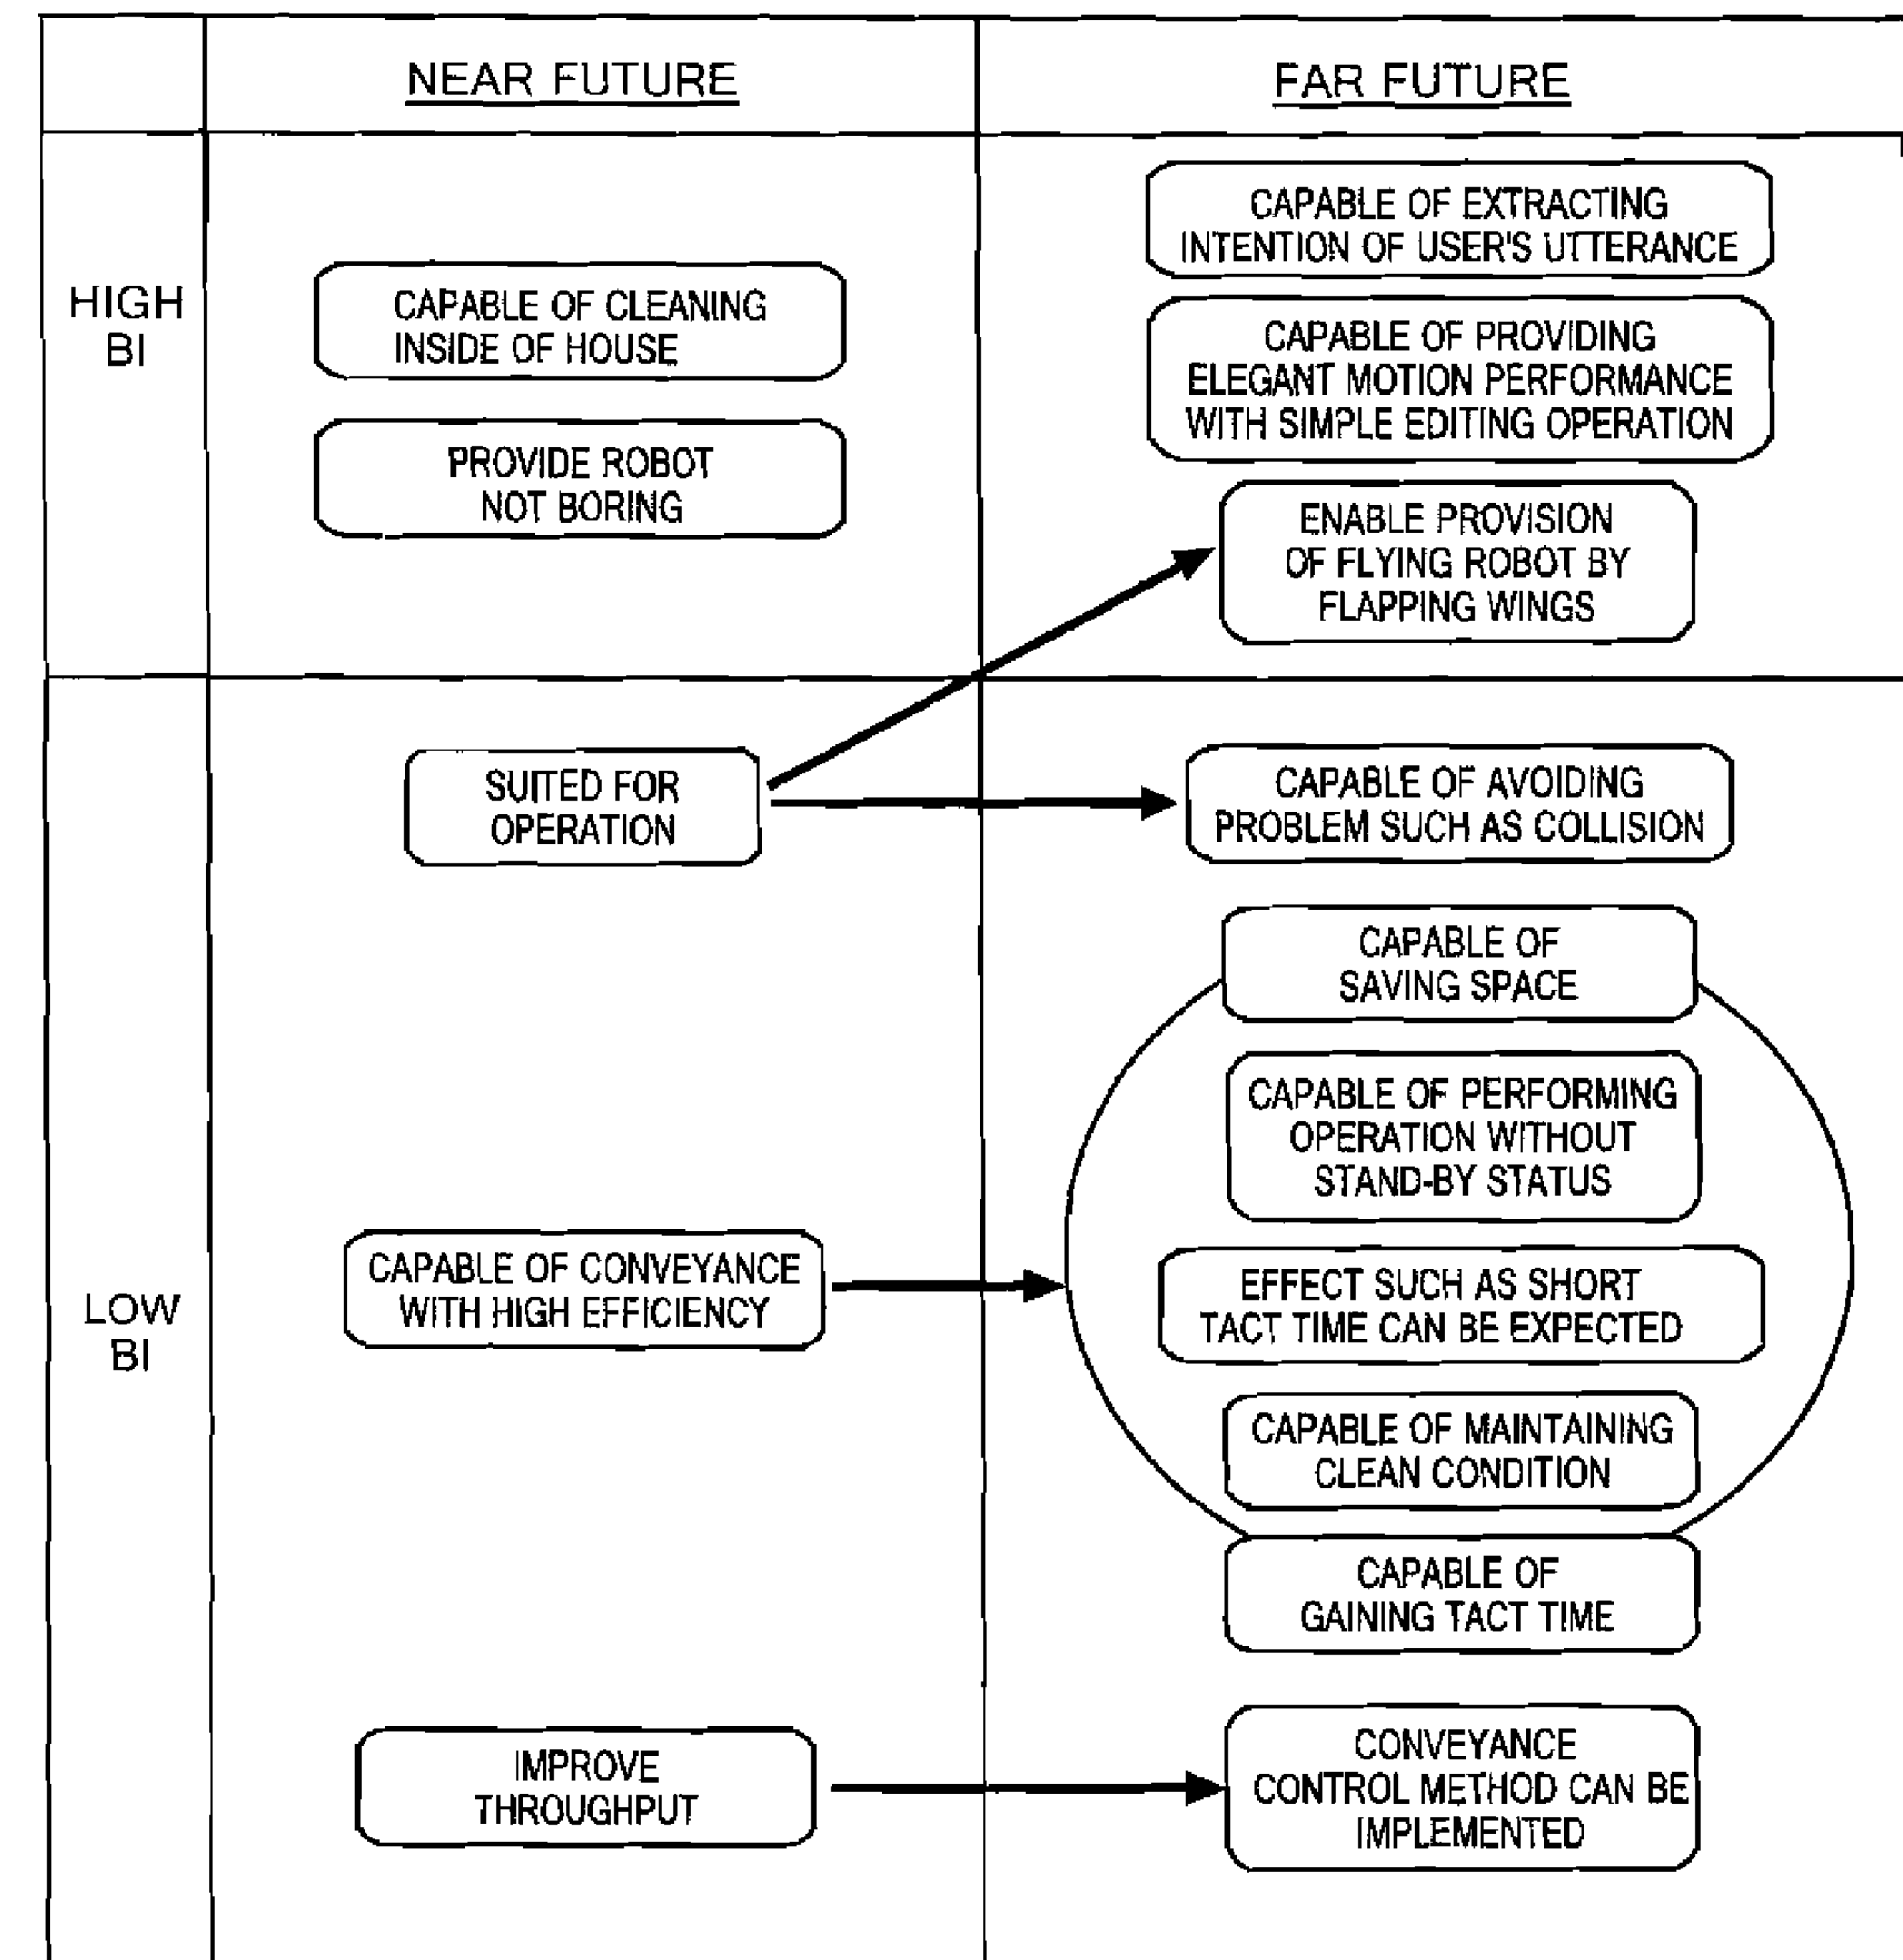 NEAR FUTURE
FAR FUTURE
HIGH
BI
CAPABLE OF CLEANING
INSIDE OF HOUSE
PROVIDE ROBOT
NOT BORING
CAPABLE OF EXTRACTING
INTENTION OF USER'S UTTERANCE
CAPABLE OF PROVIDING
ELEGANT MOTION PERFORMANCE
WITH SIMPLE EDITING OPERATION
ENABLE PROVISION
OF FLYING ROBOT BY
FLAPPING WINGS
LOW
BI
SUITED FOR
OPERATION
CAPABLE OF CONVEYANCE
WITH HIGH EFFICIENCY
IMPROVE
THROUGHPUT
CAPABLE OF AVOIDING
PROBLEM SUCH AS COLLISION
CAPABLE OF
SAVING SPACE
CAPABLE OF PERFORMING
OPERATION WITHOUT
STAND-BY STATUS
EFFECT SUCH AS SHORT
TACT TIME CAN BE EXPECTED
CAPABLE OF MAINTAINING
CLEAN CONDITION
CAPABLE OF
GAINING TACT TIME
CONVEYANCE
CONTROL METHOD CAN BE
IMPLEMENTED